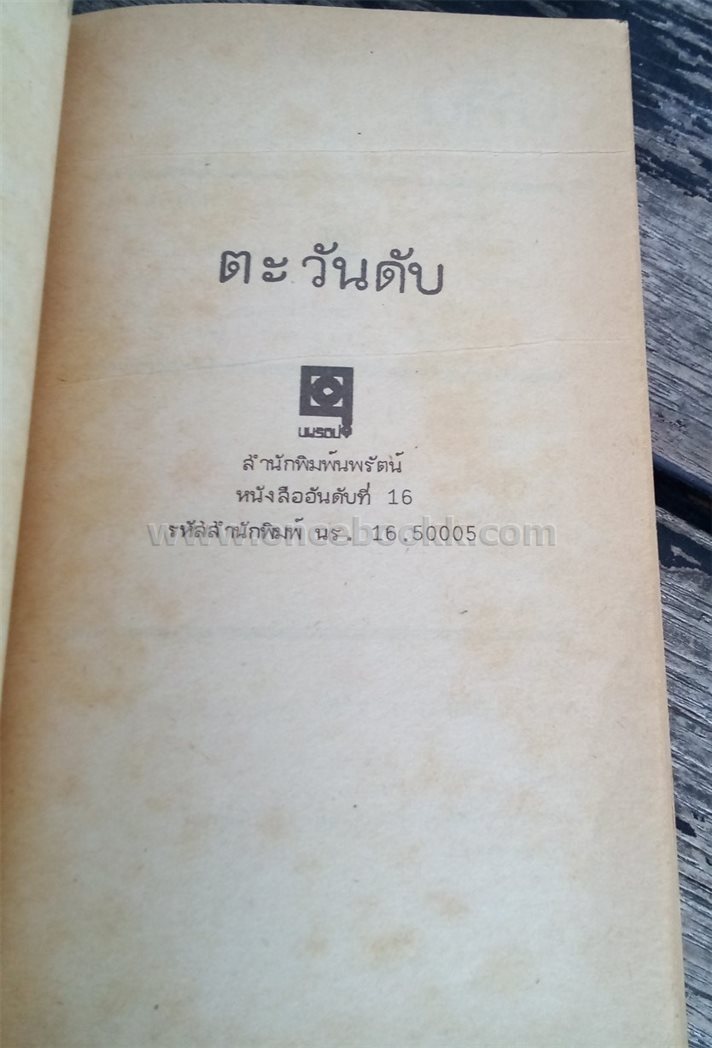 ตะวันดับ
นพรตน์
สำนักพิมพ์นพรัตน์
หนังสืออันดับที่ 16
รหัสสำนักพิมพ์ นร. 16.50005
www.oncebookk.com